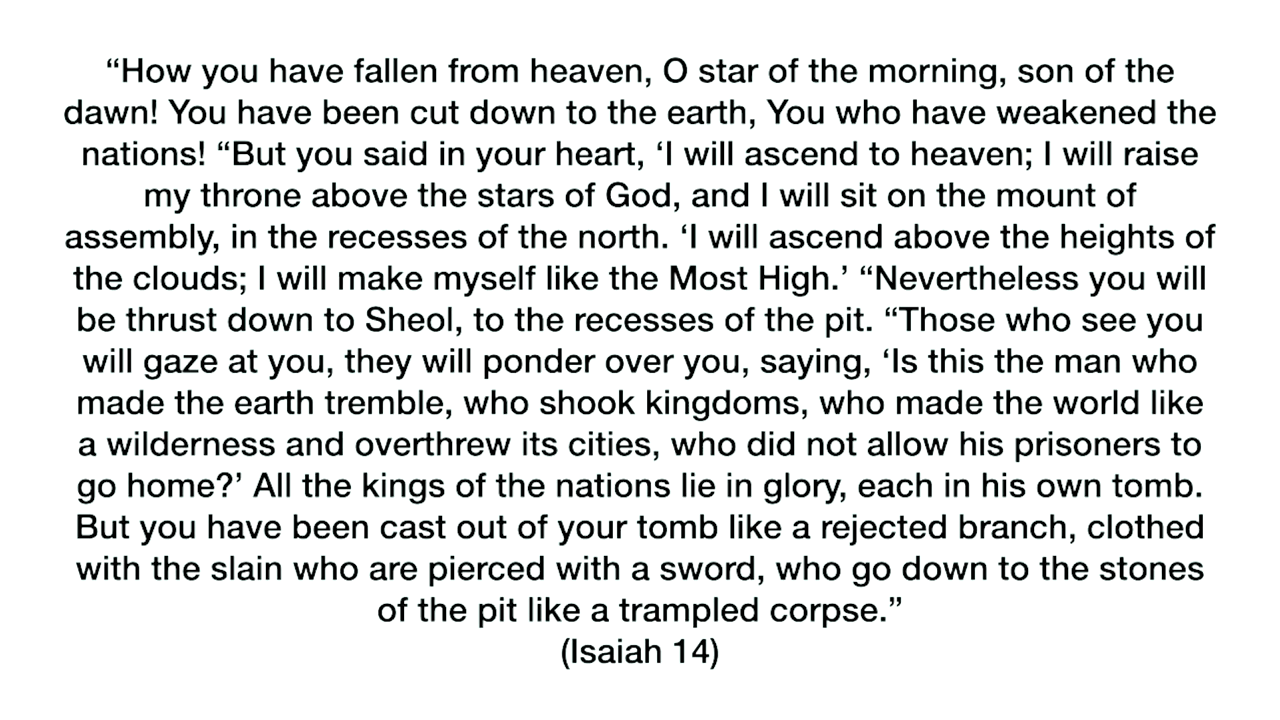 “How you have fallen from heaven, O star of the morning, son of the
dawn! You have been cut down to the earth, You who have weakened the
nations! “But you said in your heart, ‘I will ascend to heaven; I will raise
my throne above the stars of God, and I will sit on the mount of
assembly, in the recesses of the north. ‘I will ascend above the heights of
the clouds; I will make myself like the Most High.’ “Nevertheless you will
be thrust down to Sheol, to the recesses of the pit. “Those who see you
will gaze at you, they will ponder over you, saying, ‘Is this the man who
made the earth tremble, who shook kingdoms, who made the world like
a wilderness and overthrew its cities, who did not allow his prisoners to
go home?’ All the kings of the nations lie in glory, each in his own tomb.
But you have been cast out of your tomb like a rejected branch, clothed
with the slain who are pierced with a sword, who go down to the stones
of the pit like a trampled corpse.”
(Isaiah 14)